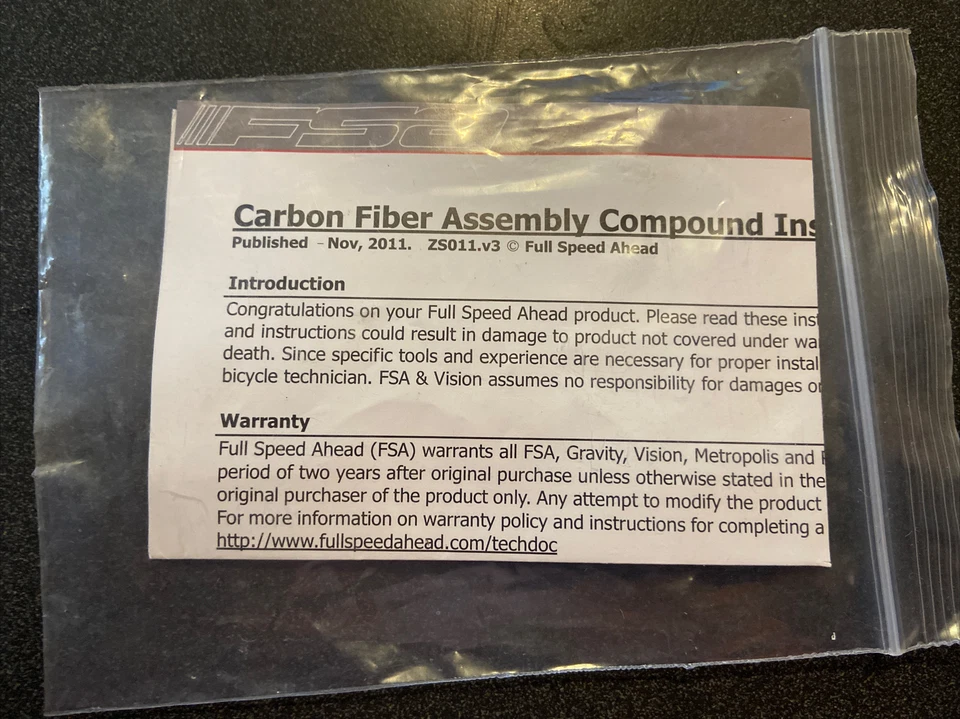 FSA
Carbon Fiber Assembly Compound Ins
Published - Nov, 2011. ZS011.v3 © Full Speed Ahead
Introduction
Congratulations on your Full Speed Ahead product. Please read these inst
and instructions could result in damage to product not covered under wa
death. Since specific tools and experience are necessary for proper instal
bicycle technician. FSA & Vision assumes no responsibility for damages or
Warranty
Full Speed Ahead (FSA) warrants all FSA, Gravity, Vision, Metropolis and
period of two years after original purchase unless otherwise stated in the
original purchaser of the product only. Any attempt to modify the product
For more information on warranty policy and instructions for completing a
http://www.fullspeedahead.com/techdoc